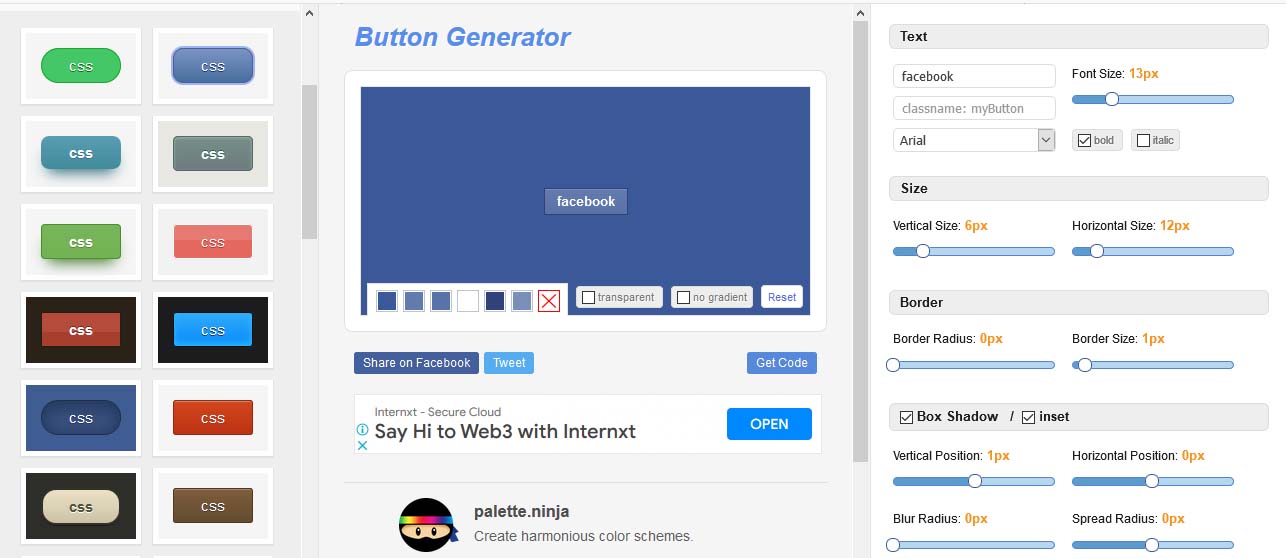 css css
css css
css css
css css
css css
css css
Button Generator
facebook
transparent
no gradient
Reset
Share on Facebook
Tweet
Get Code
Internxt - Secure Cloud
Say Hi to Web3 with Internxt
OPEN
palette.ninja
Create harmonious color schemes.
Text
facebook
Font Size: 13px
classname: myButton
Arial
bold
italic
Size
Vertical Size: 6px
Horizontal Size: 12px
Border
Border Radius: 0px
Border Size: 1px
Box Shadow / inset
Vertical Position: 1px
Horizontal Position: 0px
Blur Radius: 0px
Spread Radius: 0px